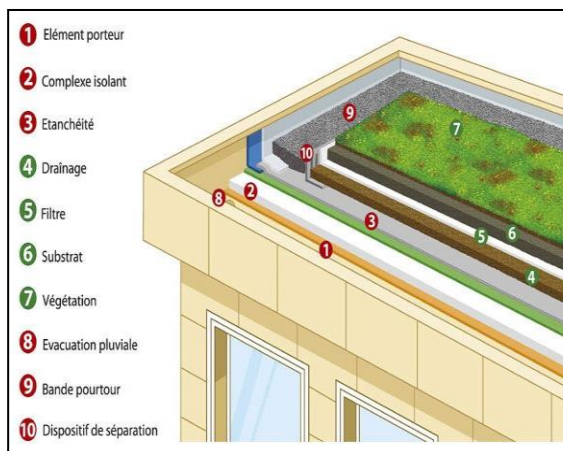 1 Elément porteur
2 Complexe isolant
3 Etanchéité
4 Draînage
5 Filtre
6 Substrat
7 Végétation
8 Evacuation pluviale
9 Bande pourtour
10 Dispositif de séparation
9
7
10
2
8
3
5
6
1
4